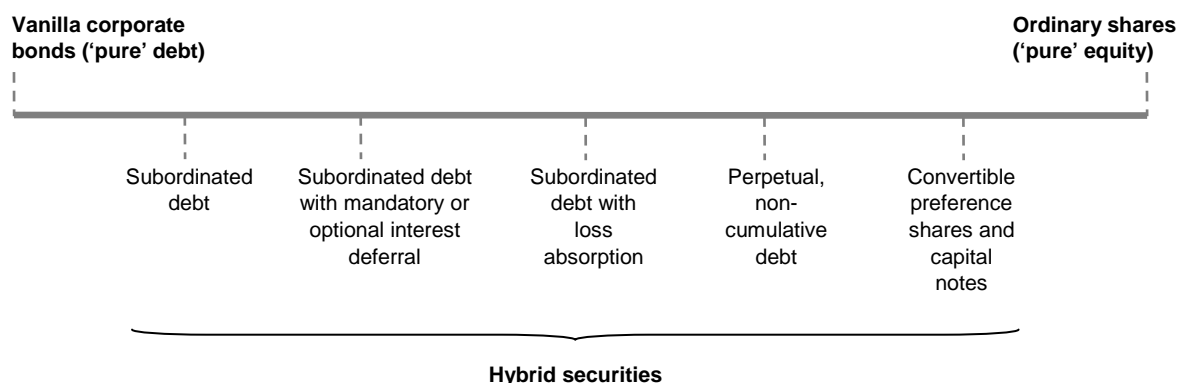 Vanilla corporate
bonds (‘pure’ debt)
Ordinary shares
(‘pure’ equity)
Subordinated
debt
Subordinated debt
with mandatory or
optional interest
deferral
Subordinated
debt with
loss
absorption
Perpetual,
non-
cumulative
debt
Convertible
preference
shares and
capital
notes
Hybrid securities